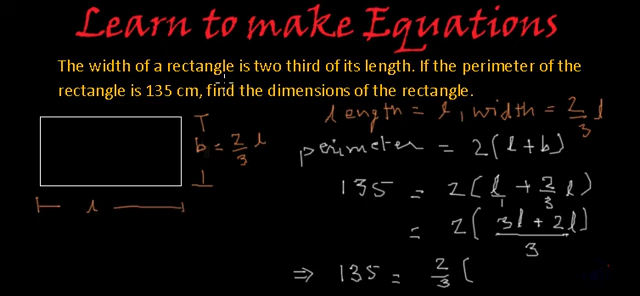 Learn to make Equations
The width of a rectangle is two third of its length. If the perimeter of the
rectangle is 135 cm, find the dimensions of the rectangle.
length = l, width = 2/3 l
b = 2/3 l
l
perimeter = 2(l+b)
135 = 2(l/1 + 2/3 l)
= 2((3l+2l)/3)
⇒ 135 = 2/3 (